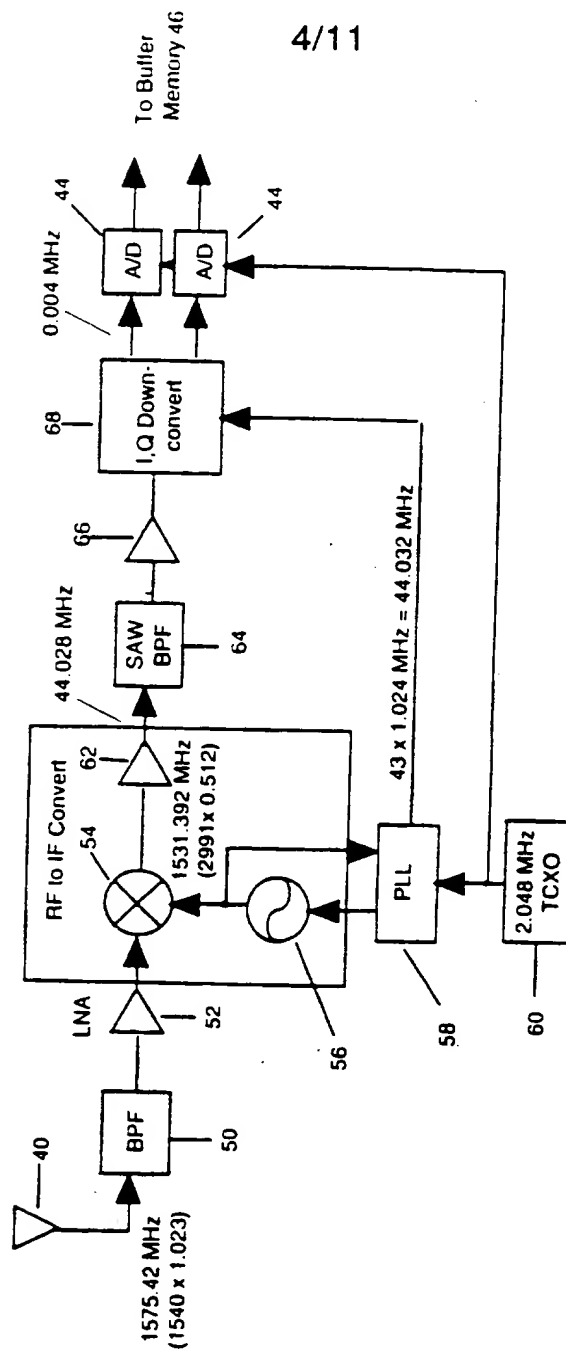 4/11
40
1575.42 MHz
(1540 x 1.023)
BPF
50
LNA
52
RF to IF Convert
54
62
1531.392 MHz
(2991x 0.512)
56
PLL
58
2.048 MHz
TCXO
60
44.028 MHz
SAW
BPF
64
66
68
I,Q Down-
convert
43 x 1.024 MHz = 44.032 MHz
0.004 MHz
44
A/D
A/D
44
To Buffer
Memory 46